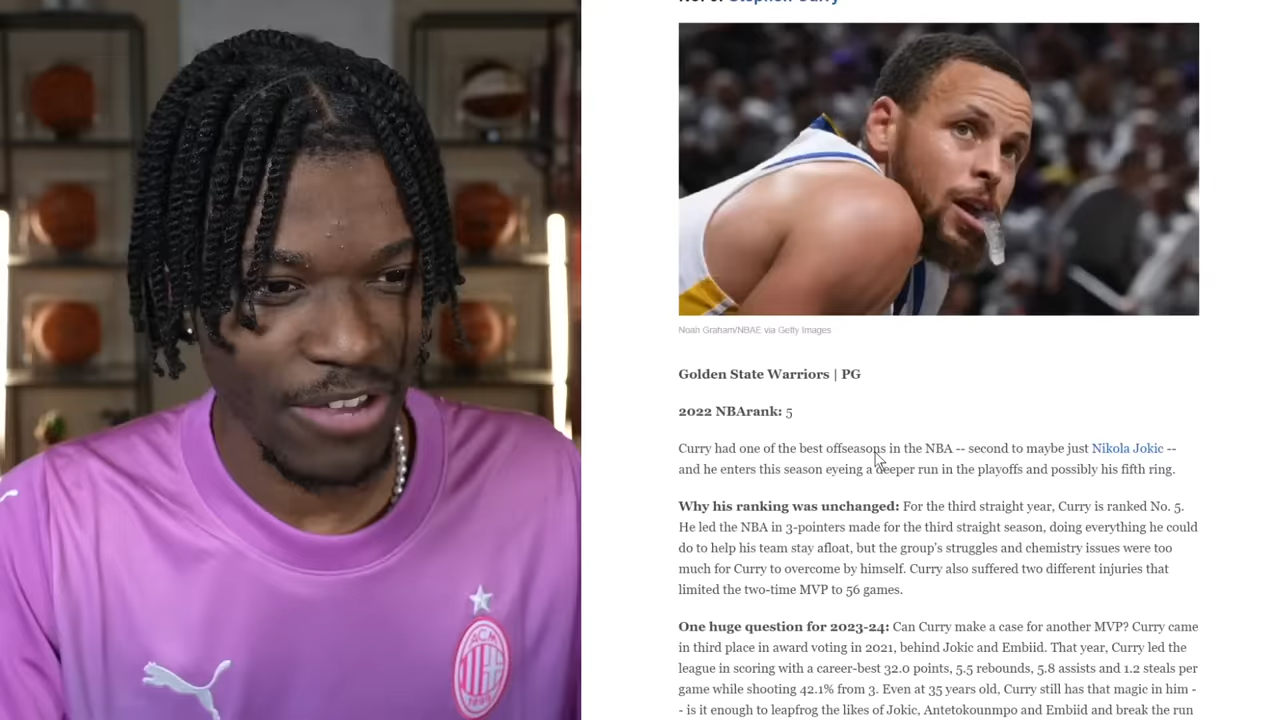 Stephen Curry
Noah Graham/NBAE via Getty Images
Golden State Warriors | PG
2022 NBArank: 5
Curry had one of the best offseasons in the NBA -- second to maybe just Nikola Jokic --
and he enters this season eyeing a deeper run in the playoffs and possibly his fifth ring.
Why his ranking was unchanged: For the third straight year, Curry is ranked No. 5.
He led the NBA in 3-pointers made for the third straight season, doing everything he could
do to help his team stay afloat, but the group's struggles and chemistry issues were too
much for Curry to overcome by himself. Curry also suffered two different injuries that
limited the two-time MVP to 56 games.
One huge question for 2023-24: Can Curry make a case for another MVP? Curry came
in third place in award voting in 2021, behind Jokic and Embiid. That year, Curry led the
league in scoring with a career-best 32.0 points, 5.5 rebounds, 5.8 assists and 1.2 steals per
game while shooting 42.1% from 3. Even at 35 years old, Curry still has that magic in him -
- is it enough to leapfrog the likes of Jokic, Antetokounmpo and Embiid and break the run
ACM